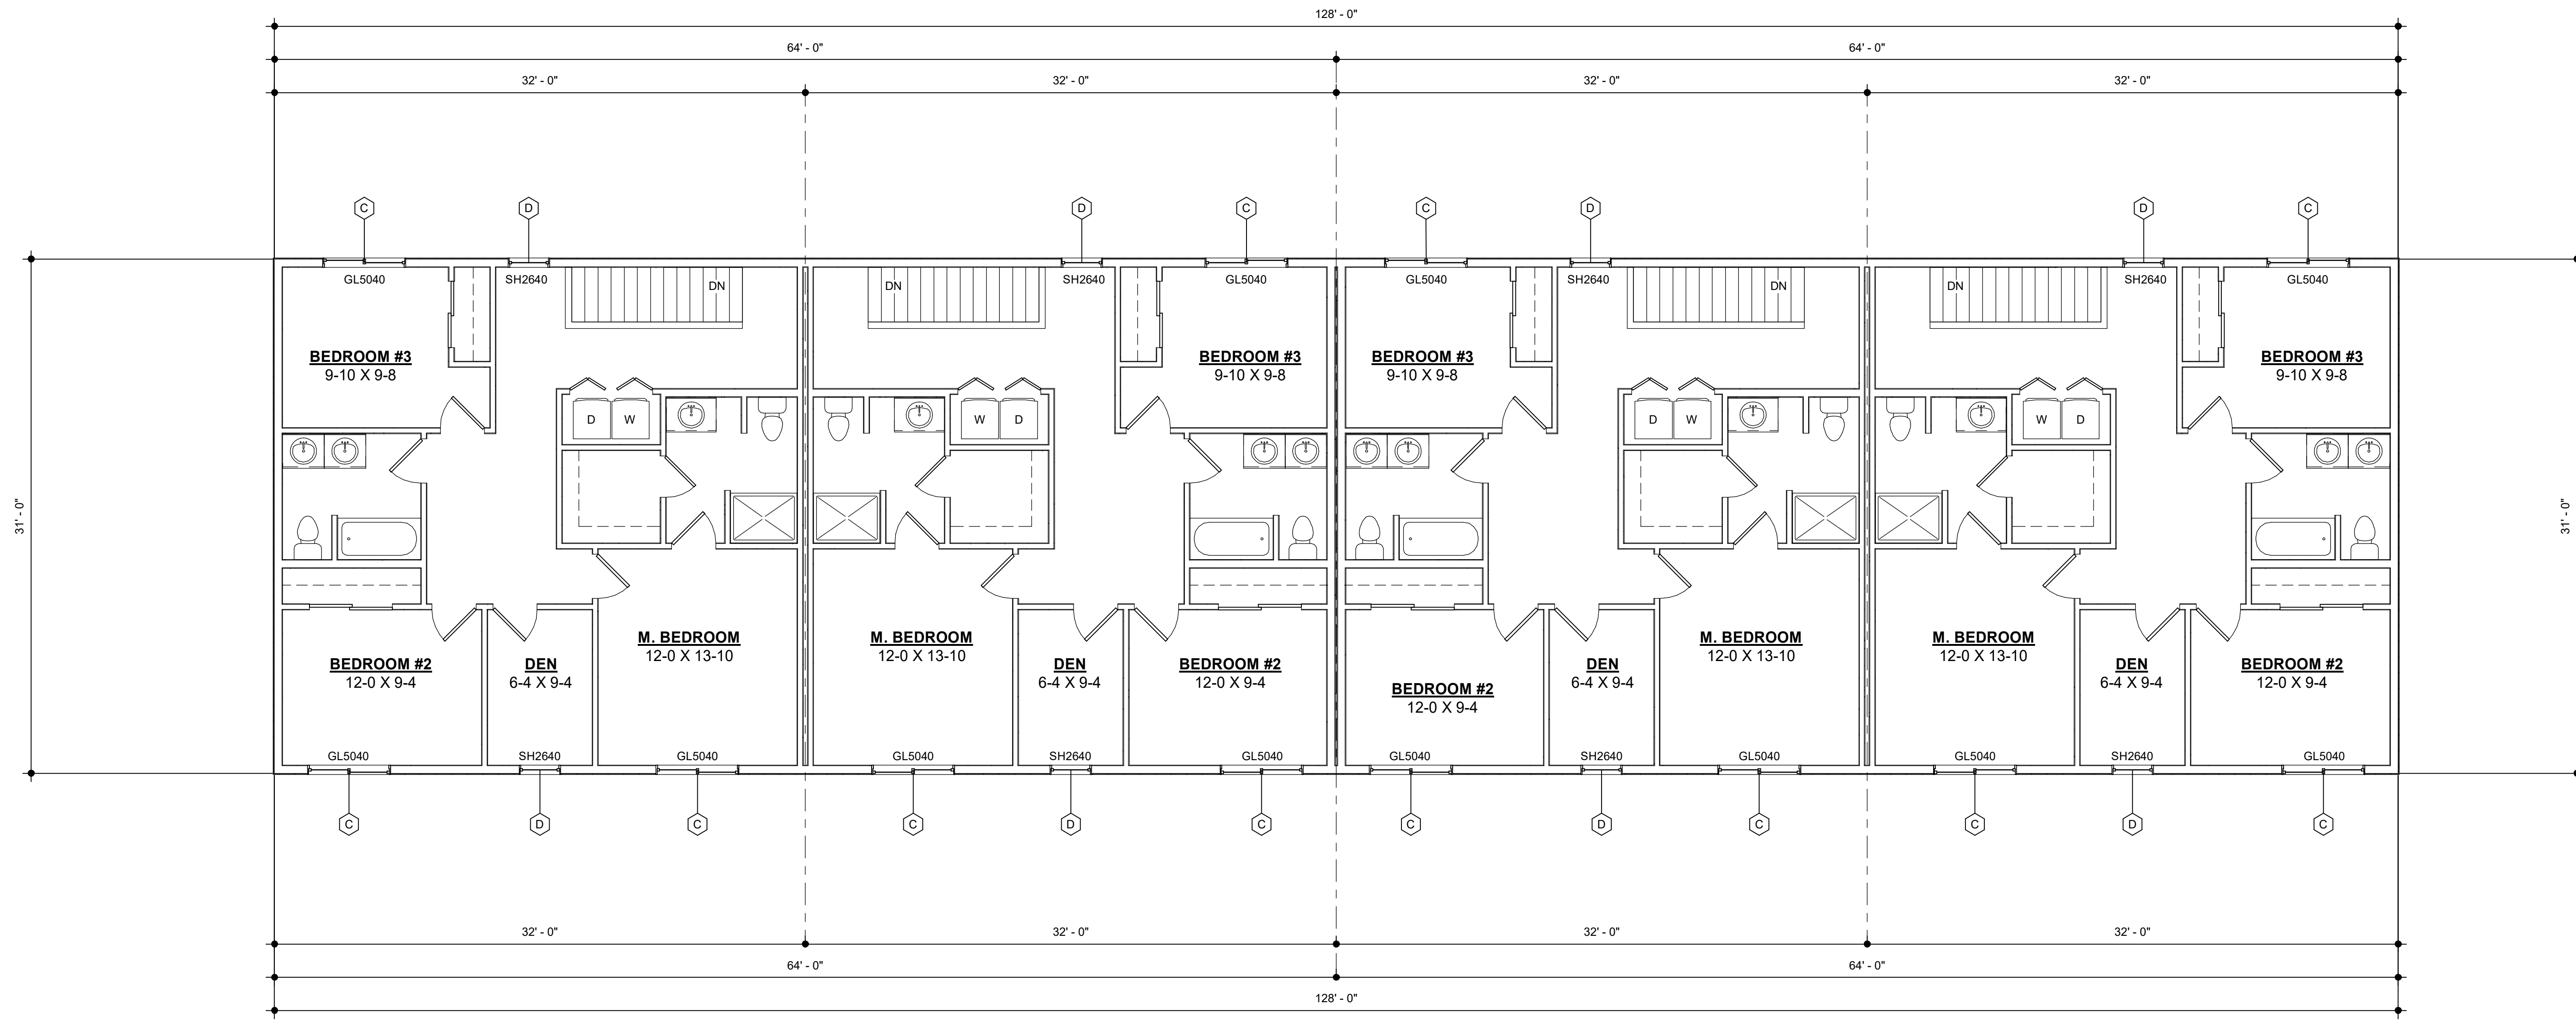 128' - 0"
64' - 0" 64' - 0"
32' - 0" 32' - 0" 32' - 0" 32' - 0"
C D D C C D D C
GL5040 SH2640 DN DN SH2640 GL5040 GL5040 SH2640 DN DN SH2640 GL5040
BEDROOM #3 BEDROOM #3 BEDROOM #3 BEDROOM #3
9-10 X 9-8 9-10 X 9-8 9-10 X 9-8 9-10 X 9-8
D W W D D W W D
31' - 0" 31' - 0"
M. BEDROOM M. BEDROOM M. BEDROOM M. BEDROOM
12-0 X 13-10 12-0 X 13-10 12-0 X 13-10 12-0 X 13-10
BEDROOM #2 DEN DEN BEDROOM #2 DEN DEN BEDROOM #2
12-0 X 9-4 6-4 X 9-4 6-4 X 9-4 12-0 X 9-4 6-4 X 9-4 6-4 X 9-4 12-0 X 9-4
BEDROOM #2
12-0 X 9-4
GL5040 SH2640 GL5040 GL5040 SH2640 GL5040 GL5040 SH2640 GL5040 GL5040 SH2640 GL5040
C D C C D C C D C C D C
32' - 0" 32' - 0" 32' - 0" 32' - 0"
64' - 0" 64' - 0"
128' - 0"